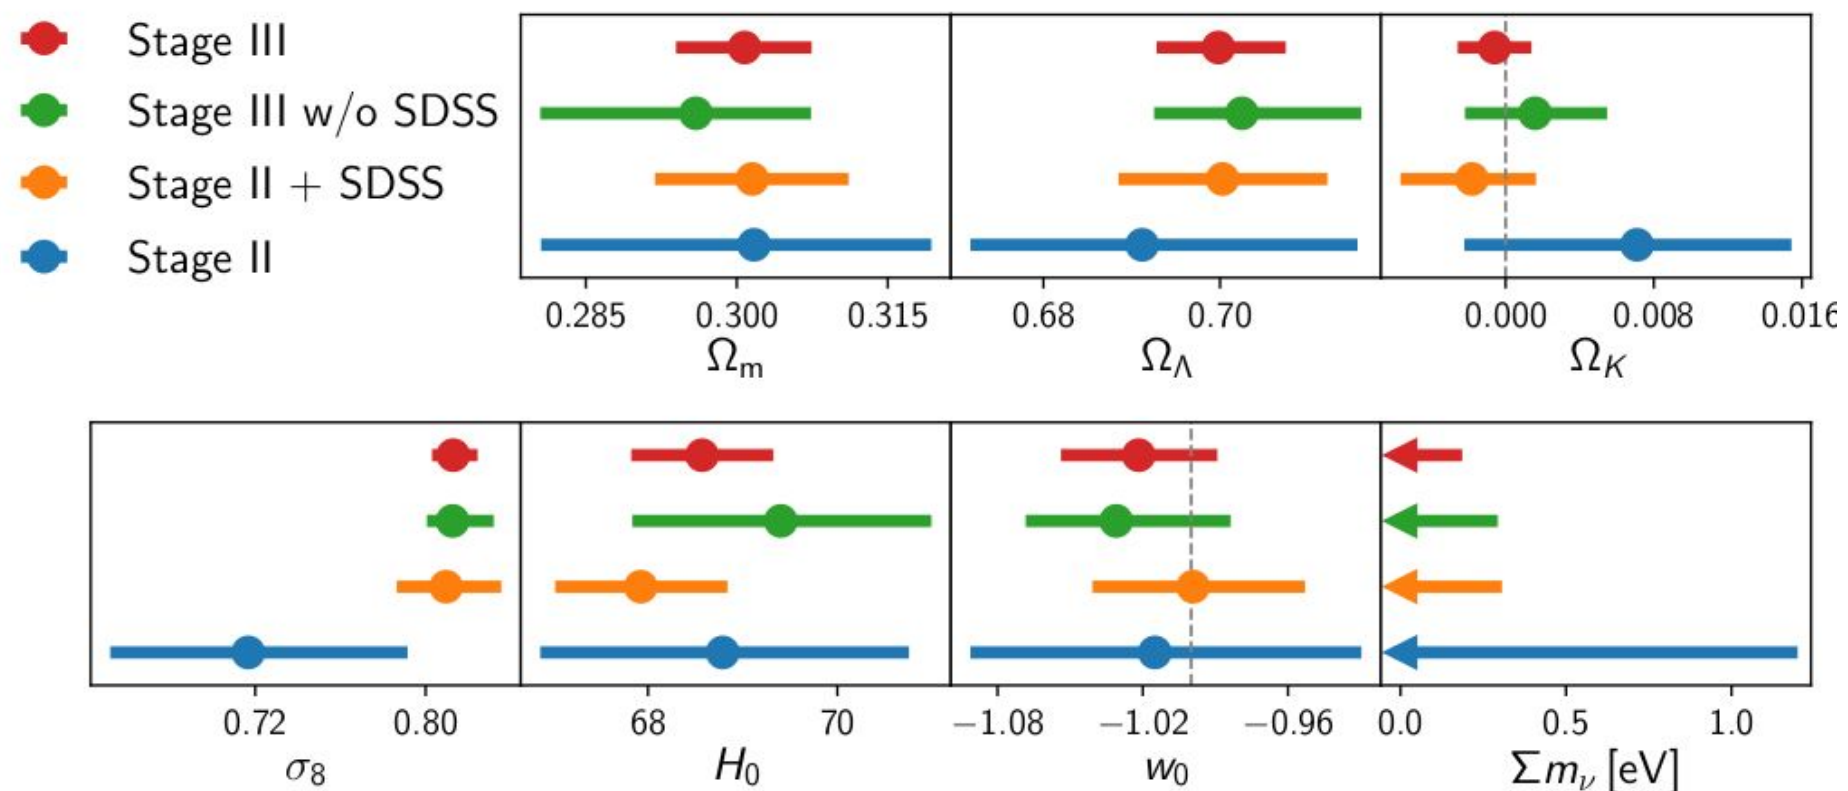 Stage III
Stage III w/o SDSS
Stage II + SDSS
Stage II
0.285 0.300 0.315 0.68 0.70 0.000 0.008 0.016
Ωm ΩΛ ΩK
0.72 0.80 68 70 −1.08 −1.02 −0.96 0.0 0.5 1.0
σ8 H0 w0 Σmν [eV]